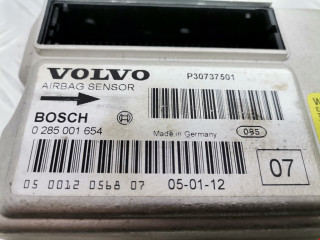 VOLVO
P30737501
AIRBAG SENSOR
BOSCH
0 285 001 654
Made in Germany
085
05 0012 0568 07
05-01-12
07